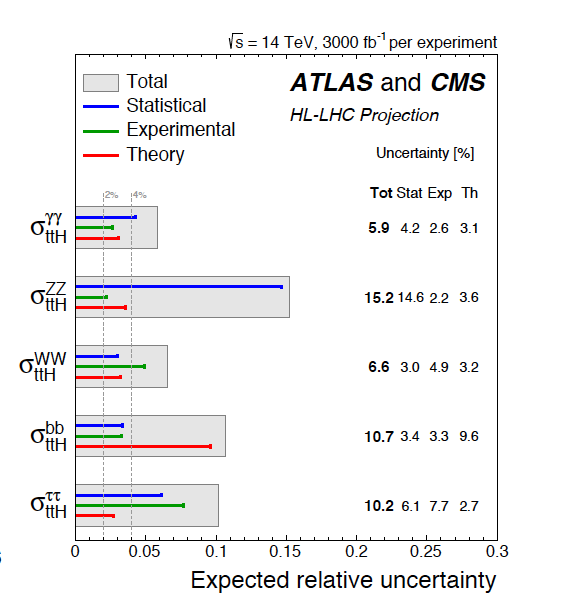 √s = 14 TeV, 3000 fb⁻¹ per experiment
Total
Statistical
Experimental
Theory
ATLAS and CMS
HL-LHC Projection
Uncertainty [%]
Tot Stat Exp Th
2% 4%
σ^γγ_ttH 5.9 4.2 2.6 3.1
σ^ZZ_ttH 15.2 14.6 2.2 3.6
σ^WW_ttH 6.6 3.0 4.9 3.2
σ^bb_ttH 10.7 3.4 3.3 9.6
σ^ττ_ttH 10.2 6.1 7.7 2.7
0 0.05 0.1 0.15 0.2 0.25 0.3
Expected relative uncertainty